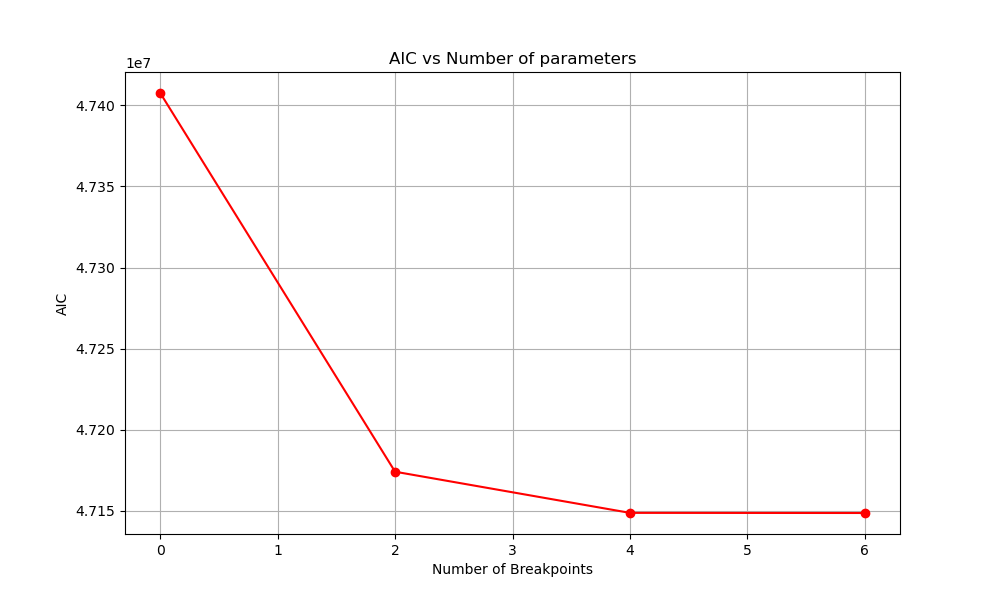 AIC vs Number of parameters
1e7
4.740
4.735
4.730
4.725
4.720
4.715
AIC
0 1 2 3 4 5 6
Number of Breakpoints